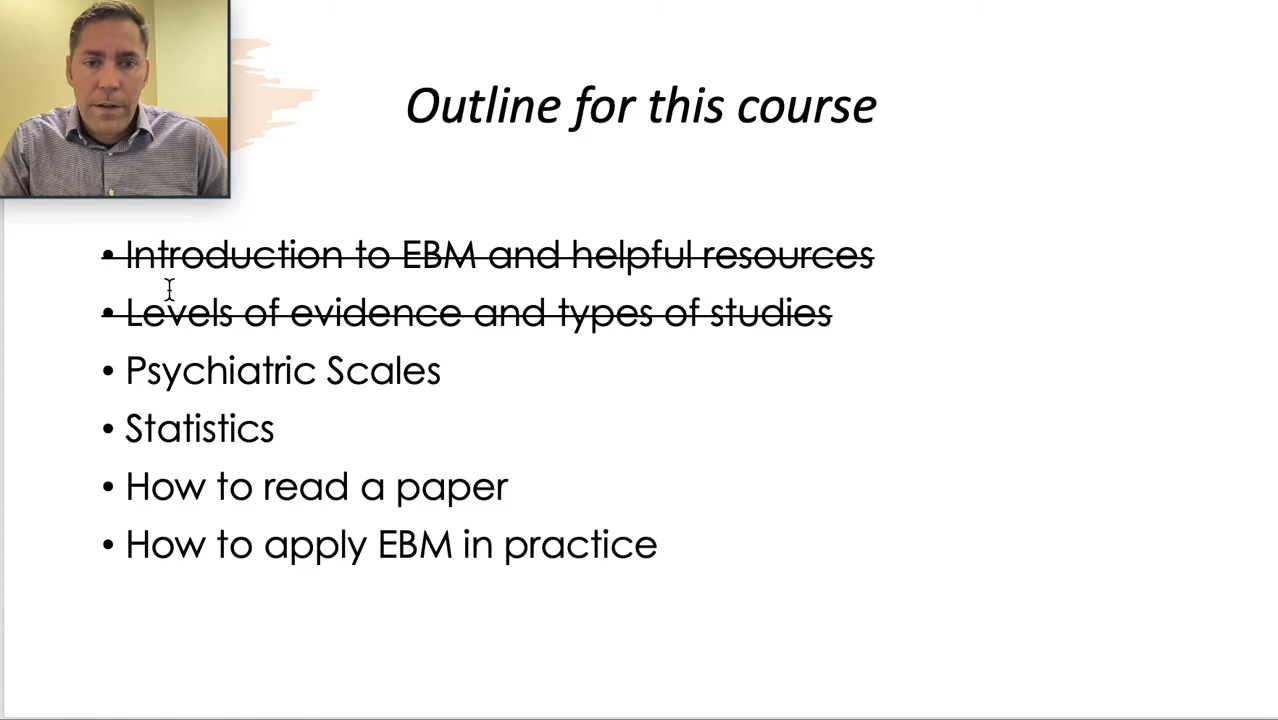 Outline for this course
• Introduction to EBM and helpful resources
• Levels of evidence and types of studies
• Psychiatric Scales
• Statistics
• How to read a paper
• How to apply EBM in practice